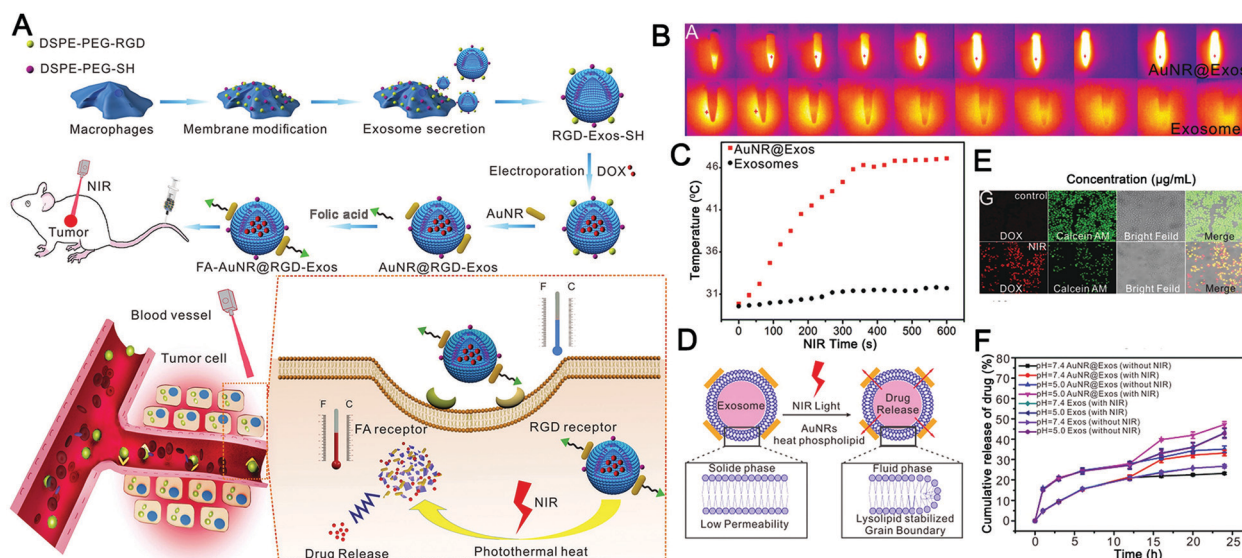 A
DSPE-PEG-RGD
DSPE-PEG-SH
Macrophages
Membrane modification
Exosome secretion
RGD-Exos-SH
Electroporation
DOX
AuNR
Folic acid
NIR
Tumor
FA-AuNR@RGD-Exos
AuNR@RGD-Exos
Blood vessel
Tumor cell
F C
F C
FA receptor
RGD receptor
NIR
Drug Release
Photothermal heat
B
A
AuNR@Exos
Exosome
C
AuNR@Exos
Exosomes
Temperature (⁰C)
46
41
36
31
0 100 200 300 400 500 600
NIR Time (s)
D
Exosome
NIR Light
AuNRs
heat phospholipid
Drug
Release
Solide phase
Low Permeability
Fluid phase
Lysolipid stabilized
Grain Boundary
E
Concentration (μg/mL)
G
control
DOX
Calcein AM
Bright Feild
Merge
NIR
DOX
Calcein AM
Bright Feild
Merge
F
Cumulative release of drug (%)
80
70
60
50
40
30
20
10
0
pH=7.4 AuNR@Exos (without NIR)
pH=7.4 AuNR@Exos (with NIR)
pH=5.0 AuNR@Exos (without NIR)
pH=5.0 AuNR@Exos (with NIR)
pH=7.4 Exos (with NIR)
pH=5.0 Exos (with NIR)
pH=7.4 Exos (without NIR)
pH=5.0 Exos (without NIR)
0 5 10 15 20 25
Time (h)